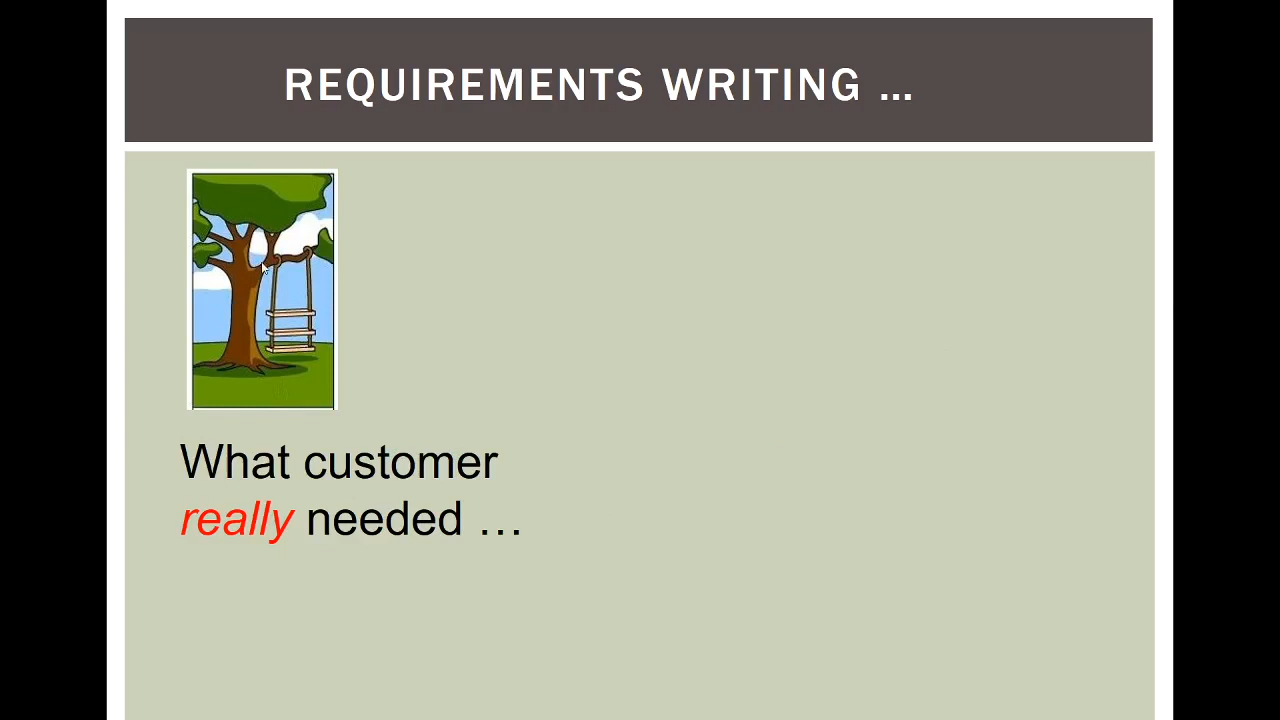 REQUIREMENTS WRITING …
What customer
really needed …